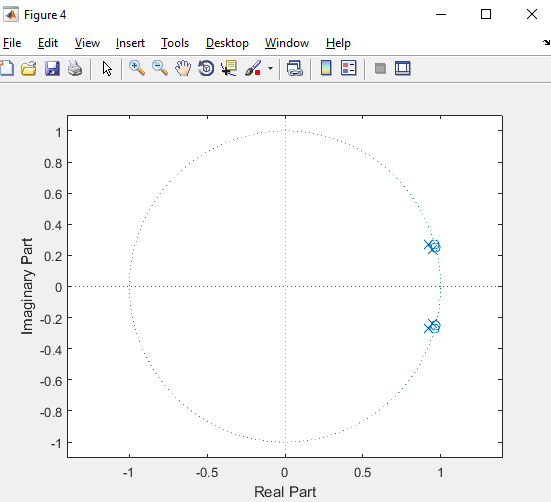 Figure 4
File Edit View Insert Tools Desktop Window Help
1
0.8
0.6
0.4
0.2
0
-0.2
-0.4
-0.6
-0.8
-1
Imaginary Part
-1 -0.5 0 0.5 1
Real Part